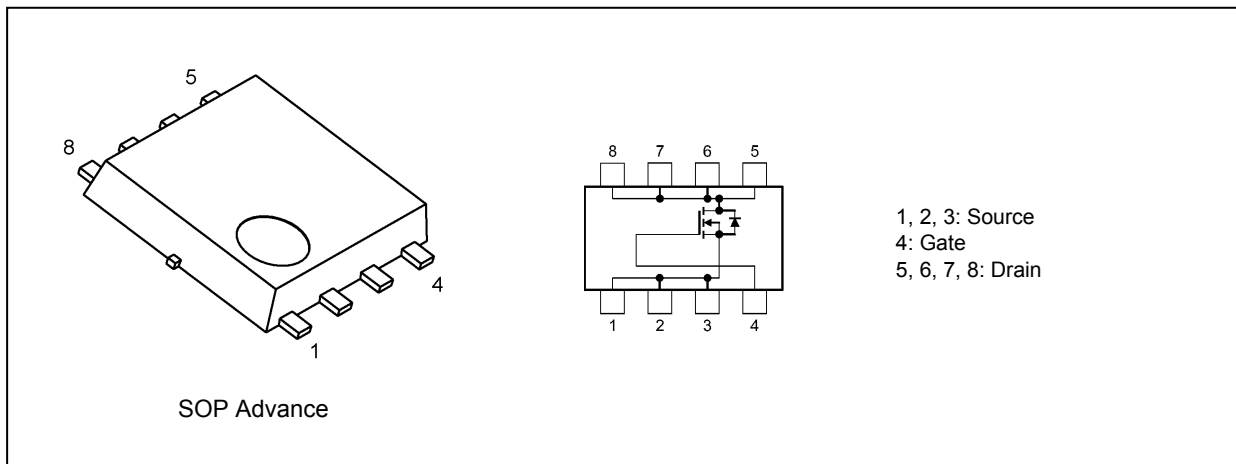 5
8
4
1
SOP Advance
8 7 6 5
1 2 3 4
1, 2, 3: Source
4: Gate
5, 6, 7, 8: Drain